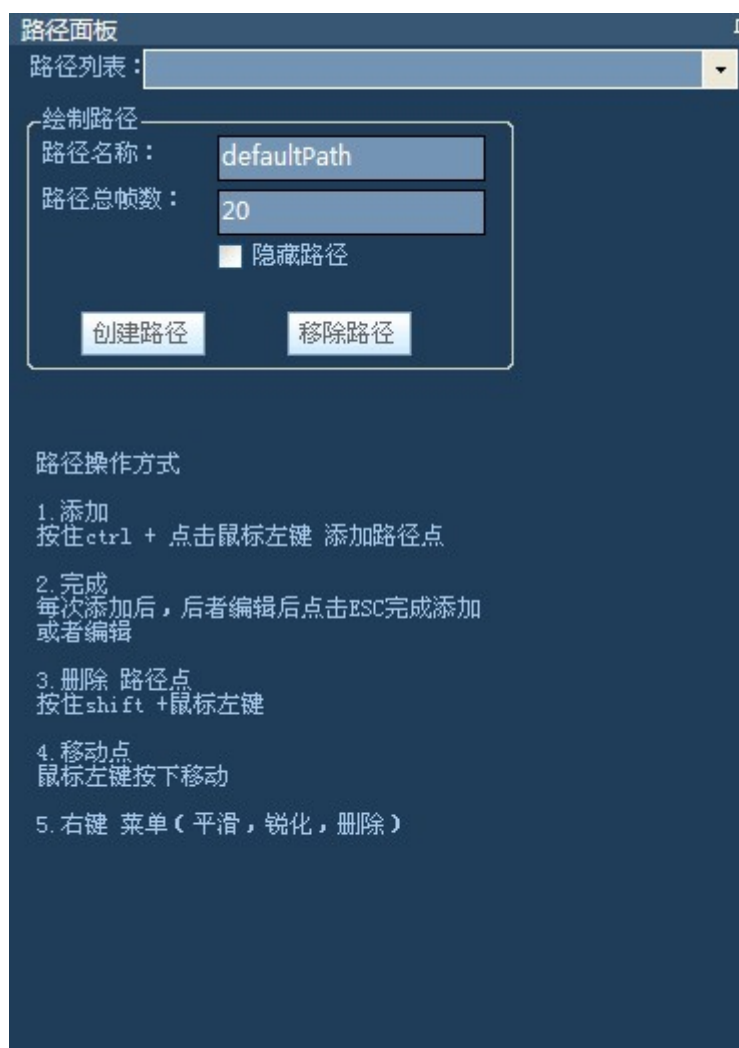 路径面板
路径列表：
绘制路径
路径名称： defaultPath
路径总帧数： 20
隐藏路径
创建路径 移除路径
路径操作方式
1.添加
按住ctrl + 点击鼠标左键 添加路径点
2.完成
每次添加后，后者编辑后点击ESC完成添加
或者编辑
3.删除 路径点
按住shift +鼠标左键
4.移动点
鼠标左键按下移动
5.右键 菜单(平滑，锐化，删除)